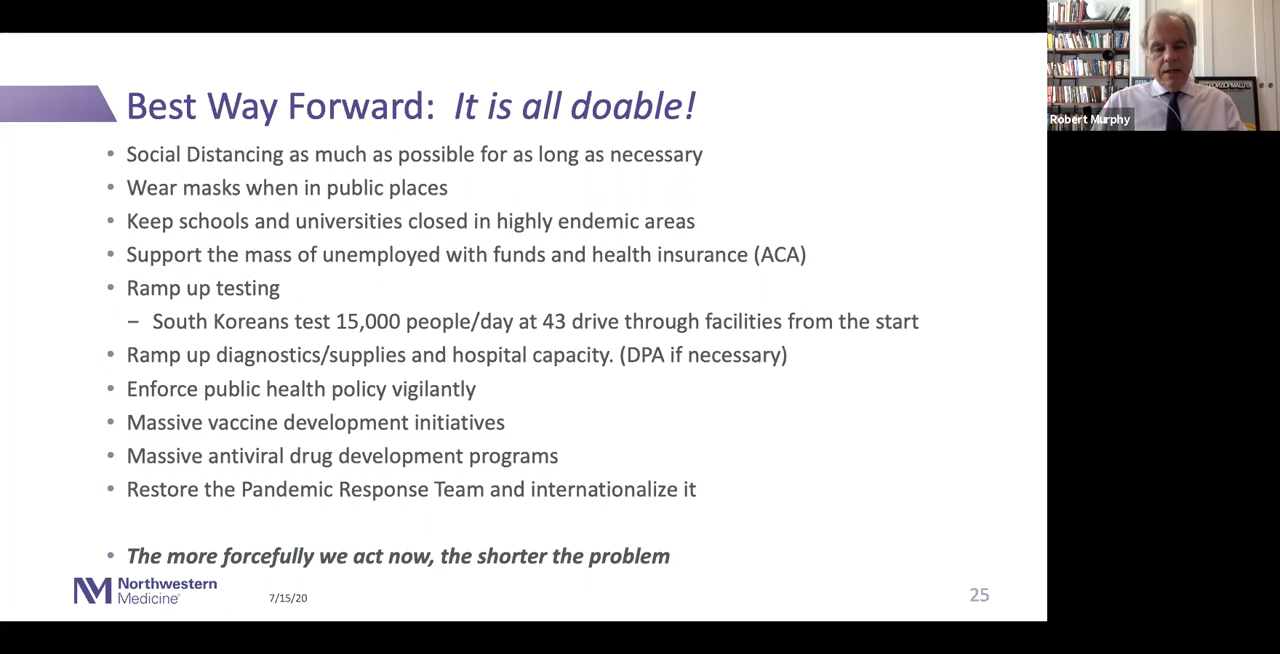 Best Way Forward: It is all doable!
• Social Distancing as much as possible for as long as necessary
• Wear masks when in public places
• Keep schools and universities closed in highly endemic areas
• Support the mass of unemployed with funds and health insurance (ACA)
• Ramp up testing
– South Koreans test 15,000 people/day at 43 drive through facilities from the start
• Ramp up diagnostics/supplies and hospital capacity. (DPA if necessary)
• Enforce public health policy vigilantly
• Massive vaccine development initiatives
• Massive antiviral drug development programs
• Restore the Pandemic Response Team and internationalize it
• The more forcefully we act now, the shorter the problem
NM Northwestern
Medicine®
7/15/20
25
Robert Murphy